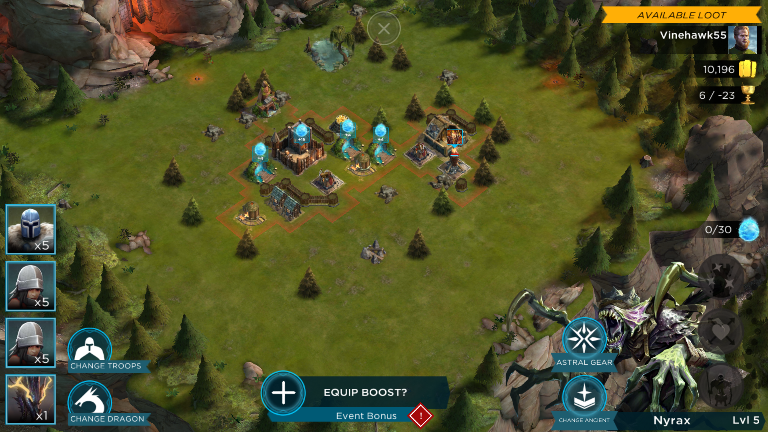 AVAILABLE LOOT
Vinehawk55
10,196
6 / -23
0/30
x5
x5
x5
x1
CHANGE TROOPS
CHANGE DRAGON
EQUIP BOOST?
Event Bonus
!
ASTRAL GEAR
CHANGE ANCIENT
Nyrax Lvl 5